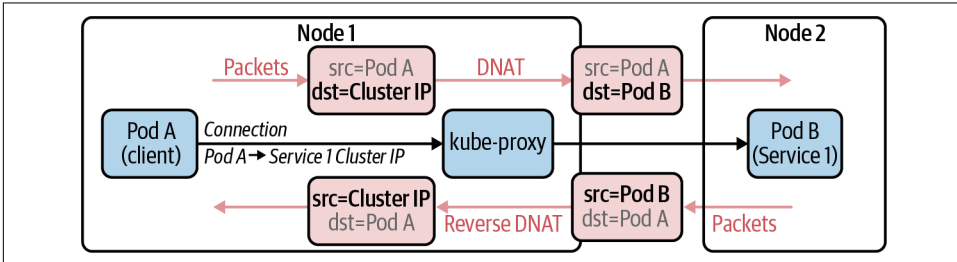 Node 1
Node 2
Packets
src=Pod A
dst=Cluster IP
DNAT
src=Pod A
dst=Pod B
Pod A
(client)
Connection
Pod A→ Service 1 Cluster IP
kube-proxy
Pod B
(Service 1)
src=Cluster IP
dst=Pod A
Reverse DNAT
src=Pod B
dst=Pod A
Packets